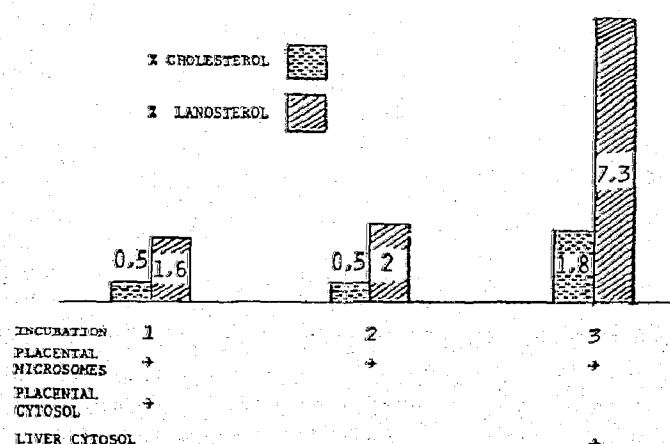 % CHOLESTEROL
% LANOSTEROL
0,5 1,6 0,5 2 1,8 7,3
INCUBATION 1 2 3
PLACENTAL
MICROSOMES + + +
PLACENTAL
CYTOSOL +
LIVER CYTOSOL +